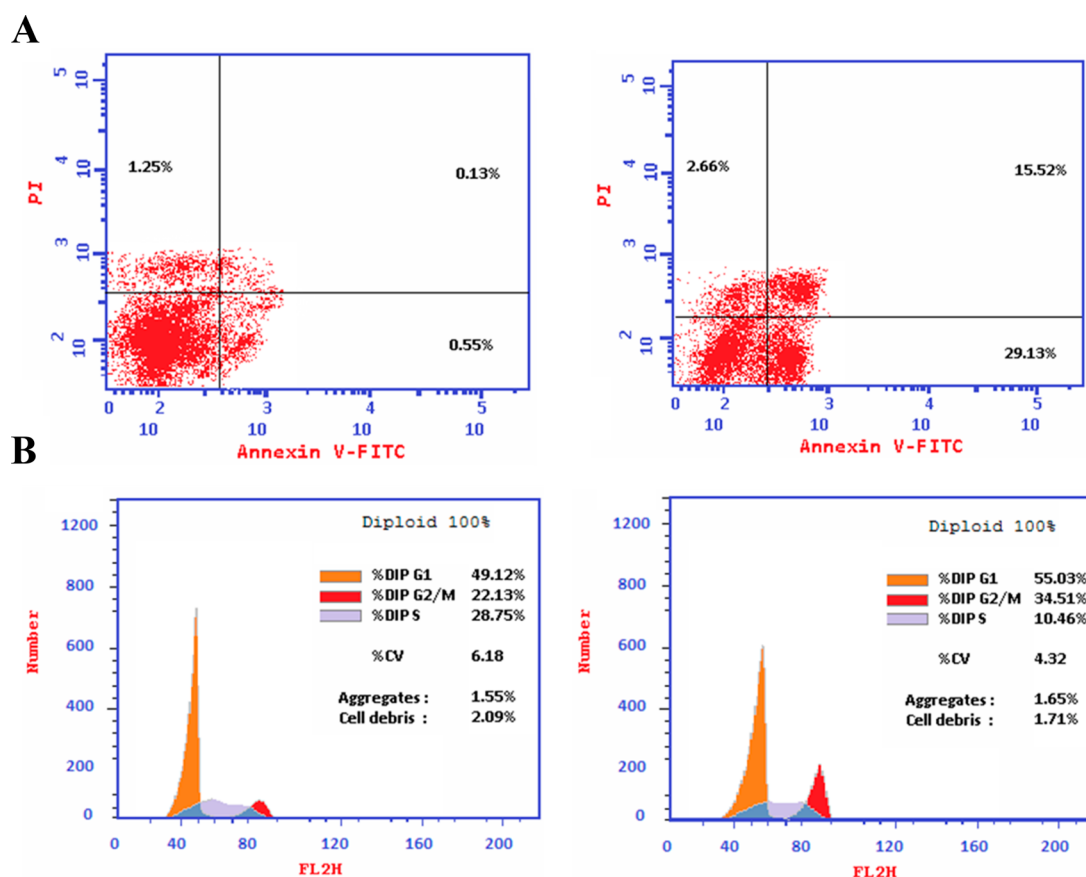 A
PI
5
10
4
10
3
10
2
10
1.25%
0.13%
0.55%
0 2 3 4 5
10 10 10 10
Annexin V-FITC
PI
5
10
4
10
3
10
2
10
2.66%
15.52%
29.13%
0 2 3 4 5
10 10 10 10
Annexin V-FITC
B
Number
1200
800
600
400
200
0
Diploid 100%
%DIP G1 49.12%
%DIP G2/M 22.13%
%DIP S 28.75%
%CV 6.18
Aggregates : 1.55%
Cell debris : 2.09%
0 40 80 120 160 200
FL2H
Number
1200
800
600
400
200
0
Diploid 100%
%DIP G1 55.03%
%DIP G2/M 34.51%
%DIP S 10.46%
%CV 4.32
Aggregates : 1.65%
Cell debris : 1.71%
0 40 80 120 160 200
FL2H